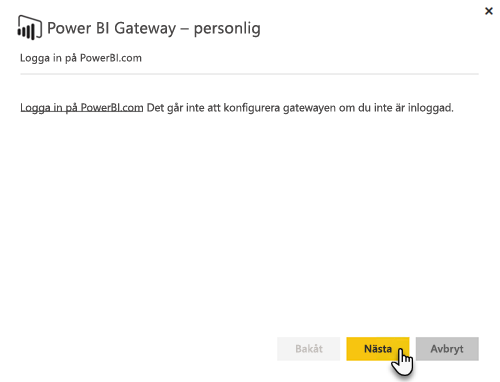 Power BI Gateway – personlig
Logga in på PowerBI.com
Logga in på PowerBI.com Det går inte att konfigurera gatewayen om du inte är inloggad.
Bakåt Nästa Avbryt